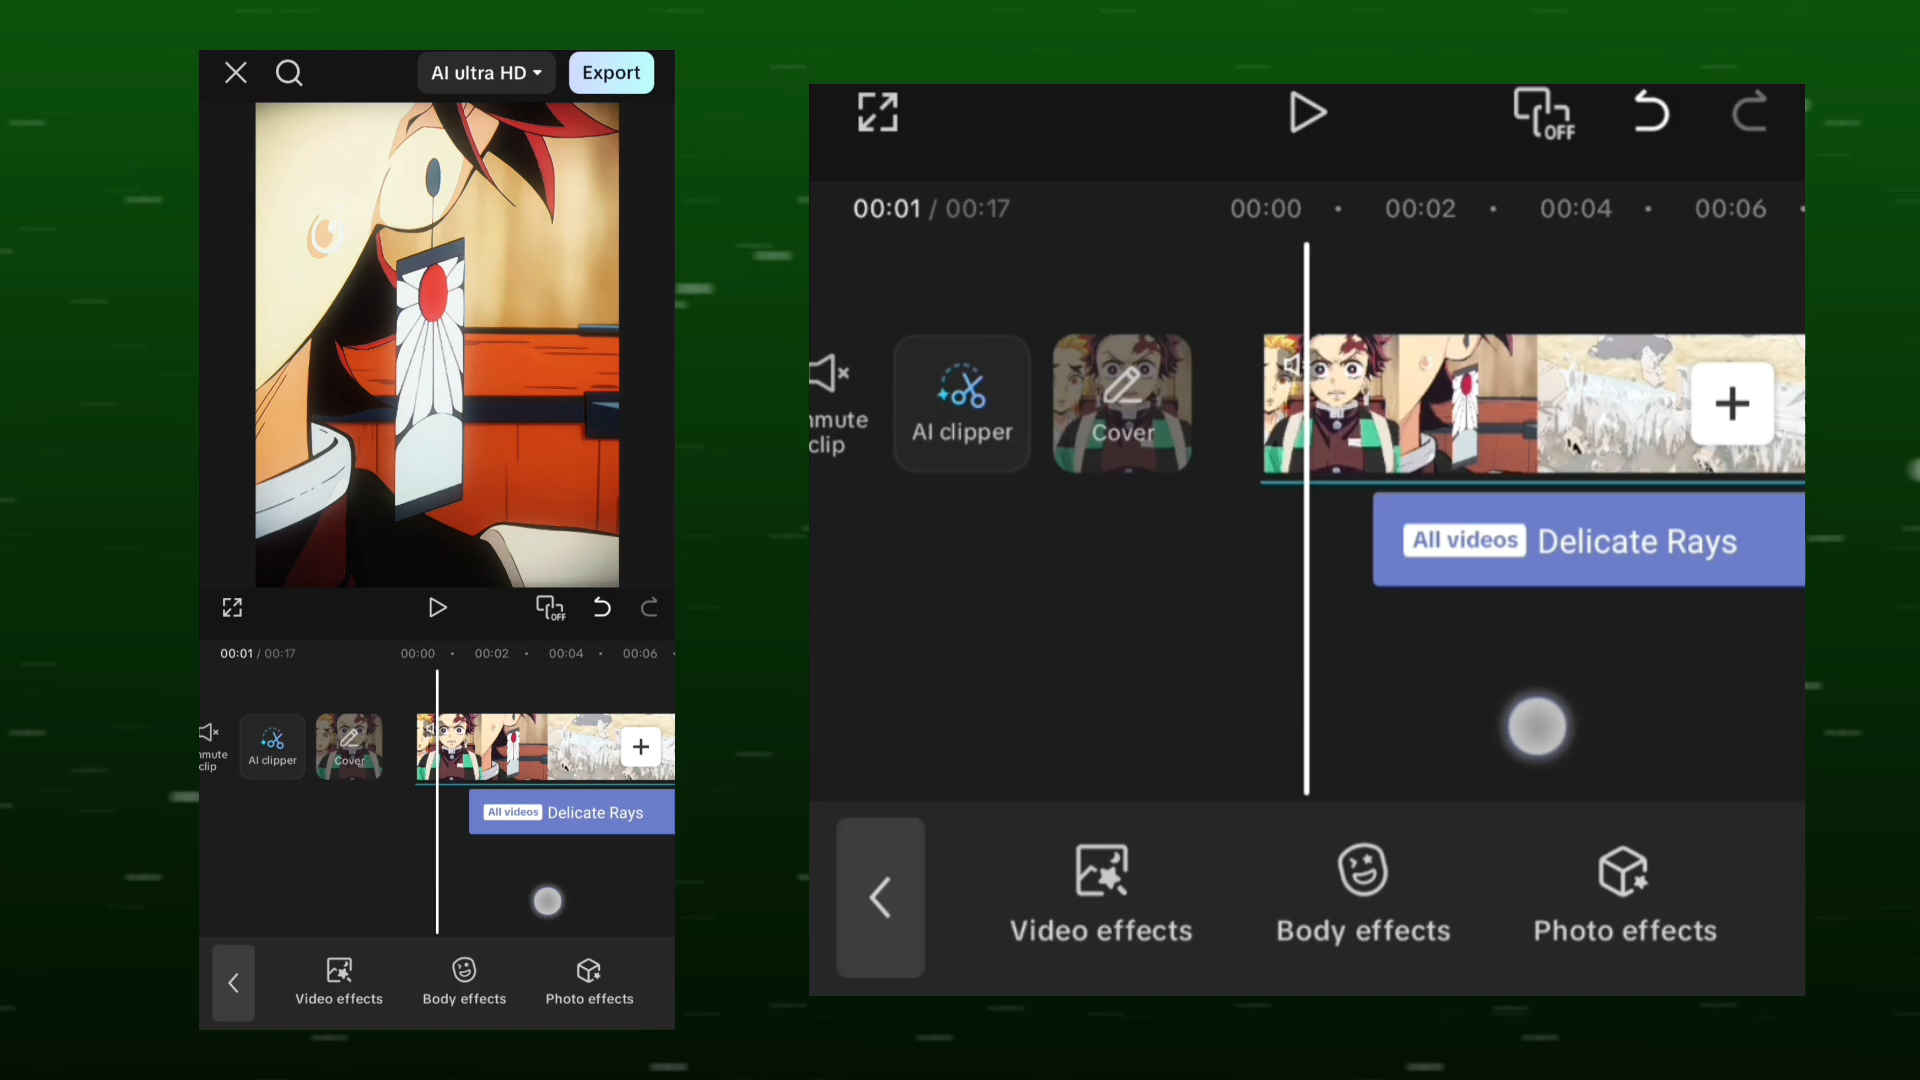 AI ultra HD
Export
OFF
00:01 / 00:17
00:00
00:02
00:04
00:06
mute
clip
AI clipper
Cover
All videos
Delicate Rays
Video effects
Body effects
Photo effects
OFF
00:01 / 00:17
00:00
00:02
00:04
00:06
mute
clip
AI clipper
Cover
All videos
Delicate Rays
Video effects
Body effects
Photo effects